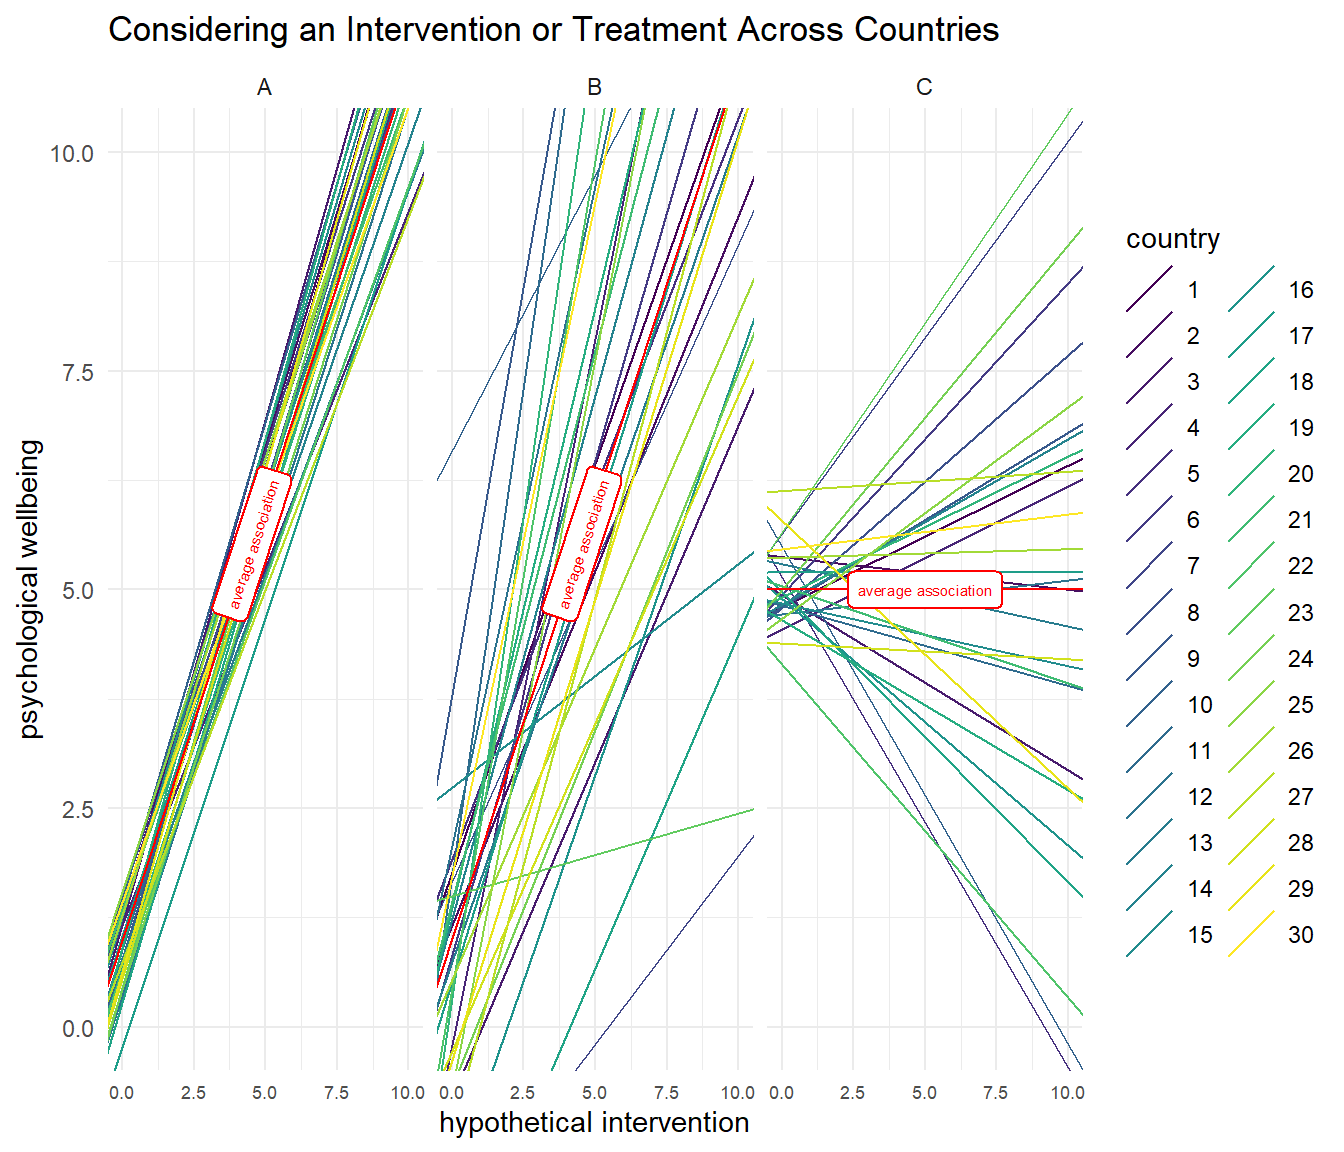 Considering an Intervention or Treatment Across Countries
A B C
10.0
7.5
5.0
2.5
0.0
psychological wellbeing
average association
average association
average association
0.0 2.5 5.0 7.5 10.0 0.0 2.5 5.0 7.5 10.0 0.0 2.5 5.0 7.5 10.0
hypothetical intervention
country
1 16
2 17
3 18
4 19
5 20
6 21
7 22
8 23
9 24
10 25
11 26
12 27
13 28
14 29
15 30